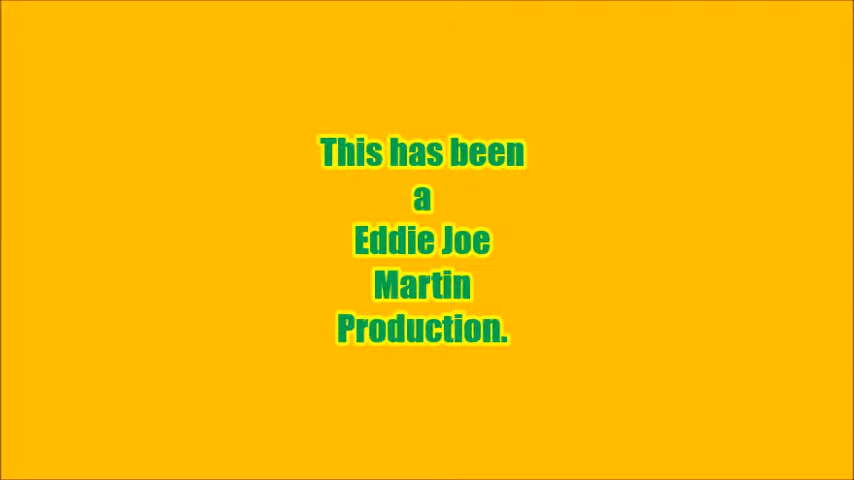 This has been
a
Eddie Joe
Martin
Production.